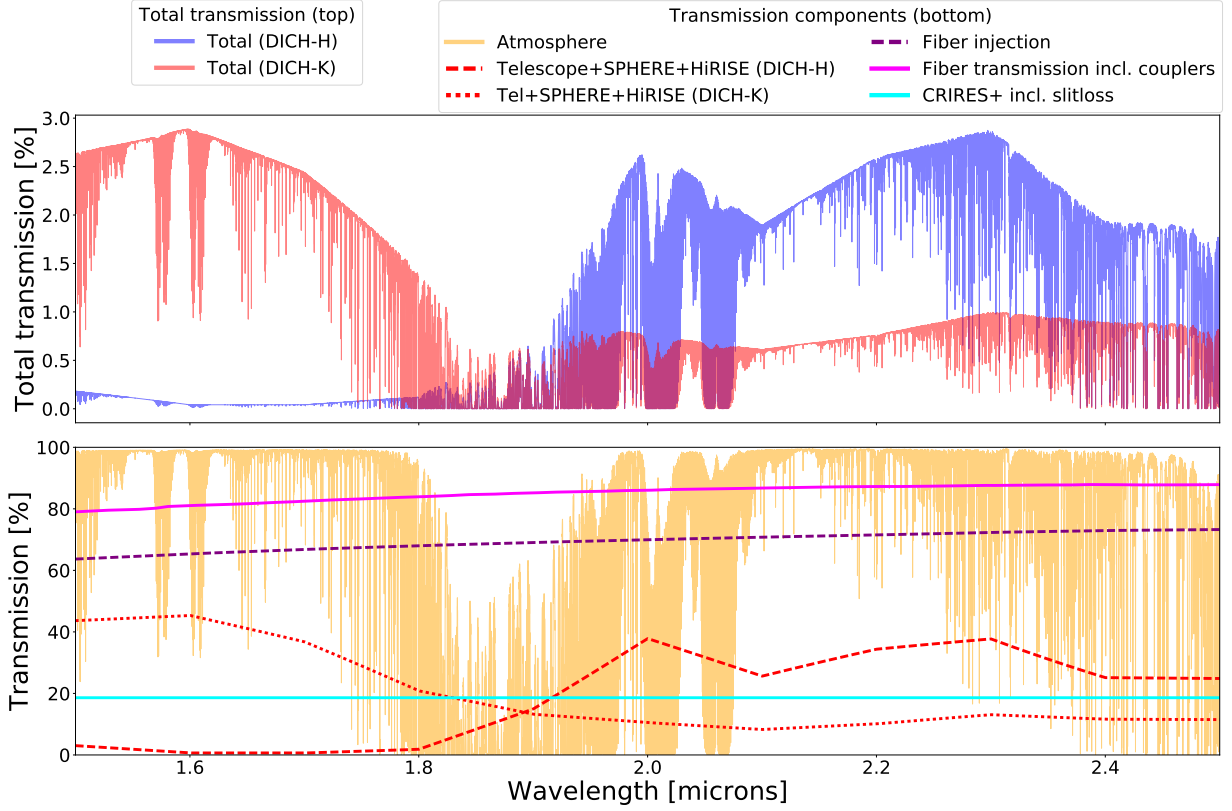 Total transmission (top)
Total (DICH-H)
Total (DICH-K)
Transmission components (bottom)
Atmosphere
Telescope+SPHERE+HiRISE (DICH-H)
Tel+SPHERE+HiRISE (DICH-K)
Fiber injection
Fiber transmission incl. couplers
CRIRES+ incl. slitloss
Total transmission [%]
3.0
2.5
2.0
1.5
1.0
0.5
0.0
Transmission [%]
100
80
60
40
20
0
1.6 1.8 2.0 2.2 2.4
Wavelength [microns]